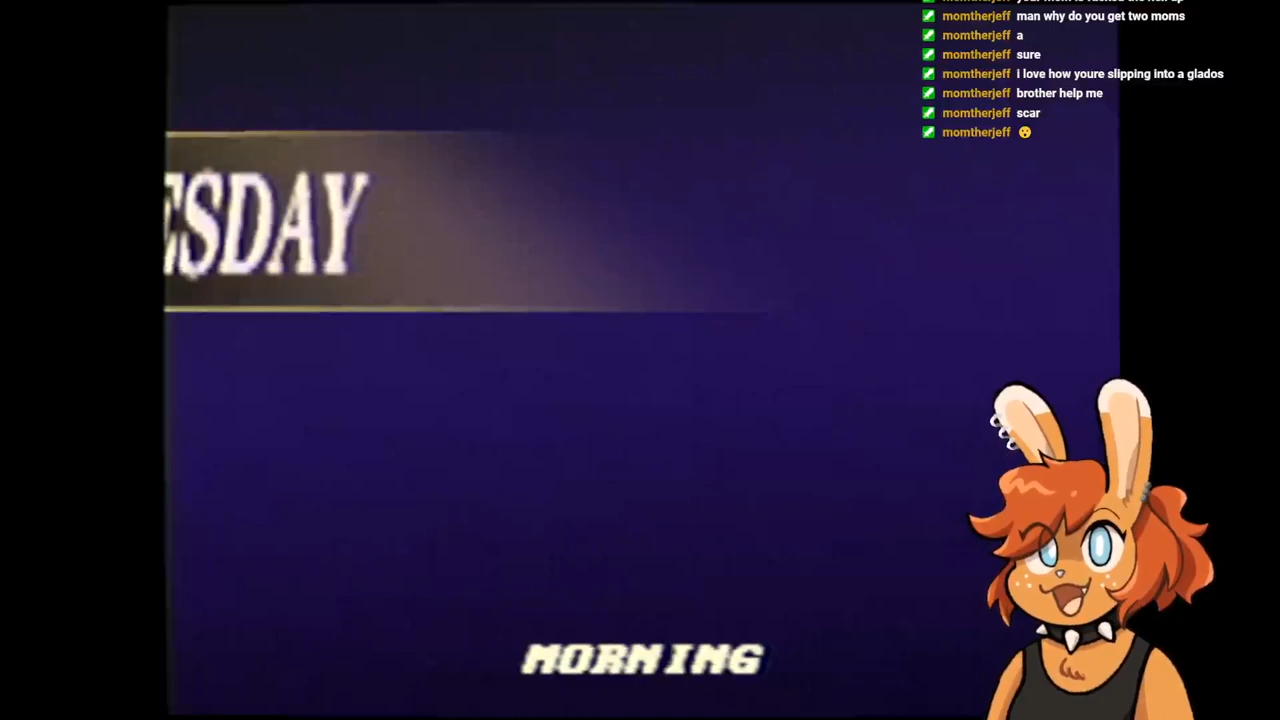 momtherjeff man why do you get two moms
momtherjeff a
momtherjeff sure
momtherjeff i love how youre slipping into a glados
momtherjeff brother help me
momtherjeff scar
momtherjeff 😮
ESDAY
MORNING